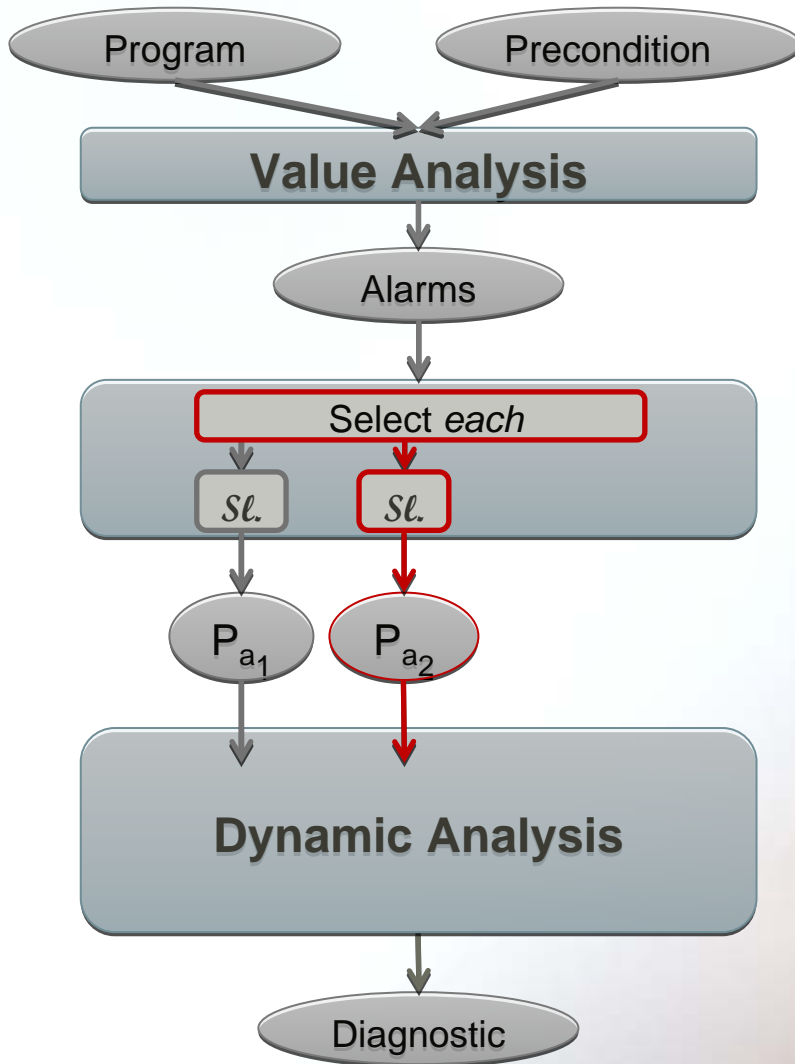 Program
Precondition
Value Analysis
Alarms
Select each
Sℓ.
Sℓ.
Pa1
Pa2
Dynamic Analysis
Diagnostic